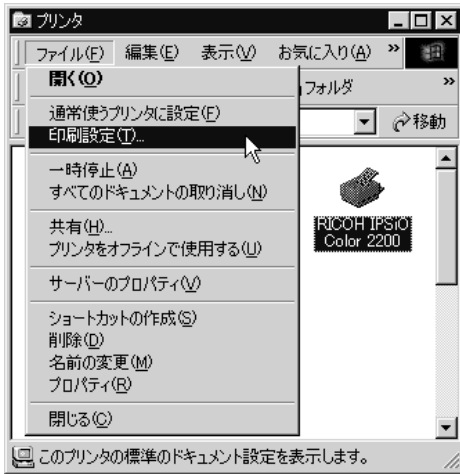 プリンタ
ファイル(F) 編集(E) 表示(V) お気に入り(A) »
開く(O)
フォルダ »
通常使うプリンタに設定(F)
印刷設定(T)...
移動
一時停止(A)
すべてのドキュメントの取り消し(N)
RICOH IPSiO
Color 2200
共有(H)...
プリンタをオフラインで使用する(U)
サーバーのプロパティ(V)
ショートカットの作成(S)
削除(D)
名前の変更(M)
プロパティ(R)
閉じる(C)
このプリンタの標準のドキュメント設定を表示します。